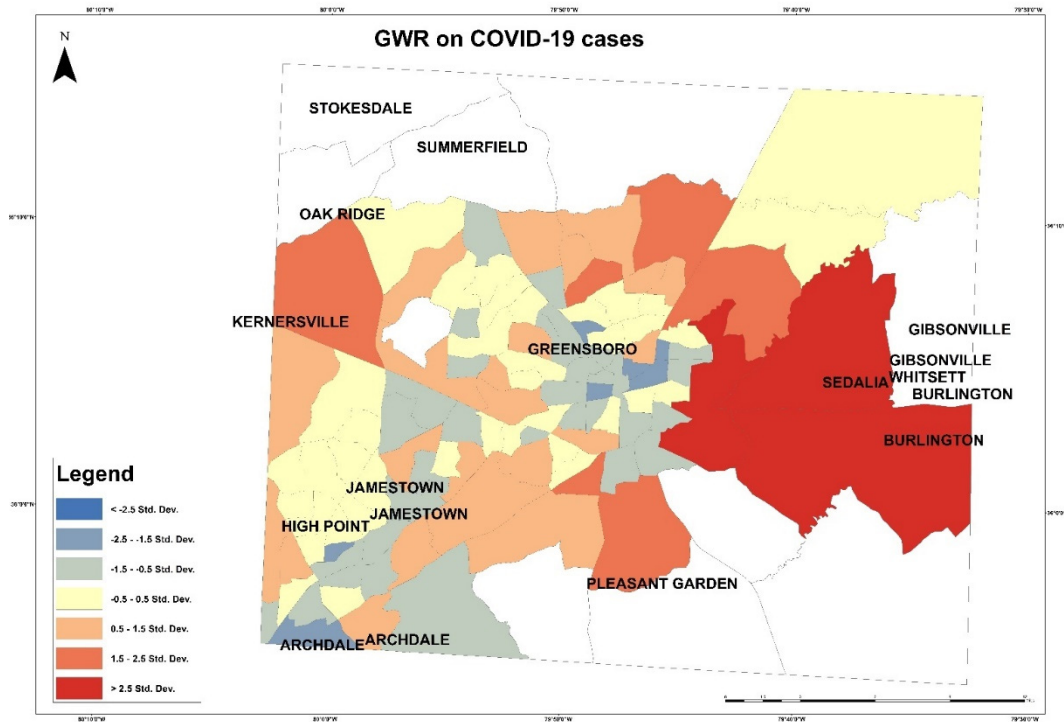 GWR on COVID-19 cases
N
STOKESDALE
SUMMERFIELD
OAK RIDGE
KERNERSVILLE
GREENSBORO
GIBSONVILLE
GIBSONVILLE
WHITSETT
SEDALIA
BURLINGTON
BURLINGTON
JAMESTOWN
JAMESTOWN
HIGH POINT
PLEASANT GARDEN
ARCHDALE
ARCHDALE
Legend
< -2.5 Std. Dev.
-2.5 - -1.5 Std. Dev.
-1.5 - -0.5 Std. Dev.
-0.5 - 0.5 Std. Dev.
0.5 - 1.5 Std. Dev.
1.5 - 2.5 Std. Dev.
> 2.5 Std. Dev.